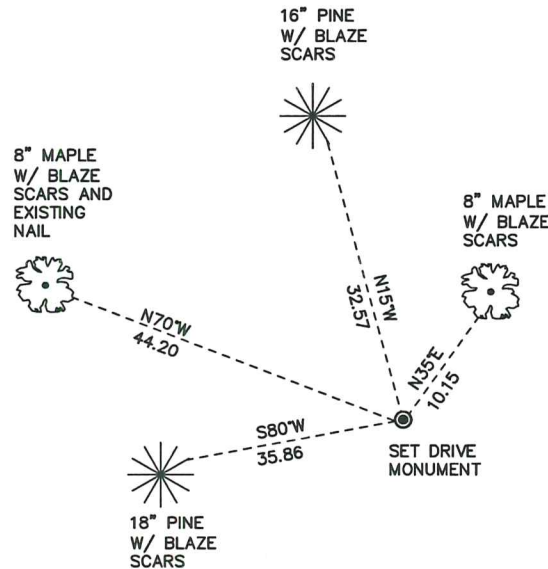 16" PINE
W/ BLAZE
SCARS
8" MAPLE
W/ BLAZE
SCARS AND
EXISTING
NAIL
8" MAPLE
W/ BLAZE
SCARS
N70°W
44.20
N15°W
32.57
N35°E
10.15
S80°W
35.86
SET DRIVE
MONUMENT
18" PINE
W/ BLAZE
SCARS